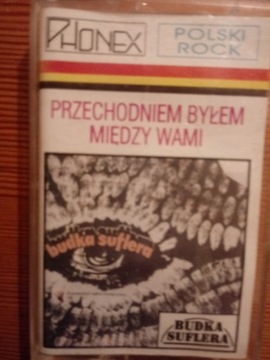 PHONEX
POLSKI
ROCK
PRZECHODNIEM BYŁEM
MIEDZY WAMI
budka suflera
BUDKA
SUFLERA